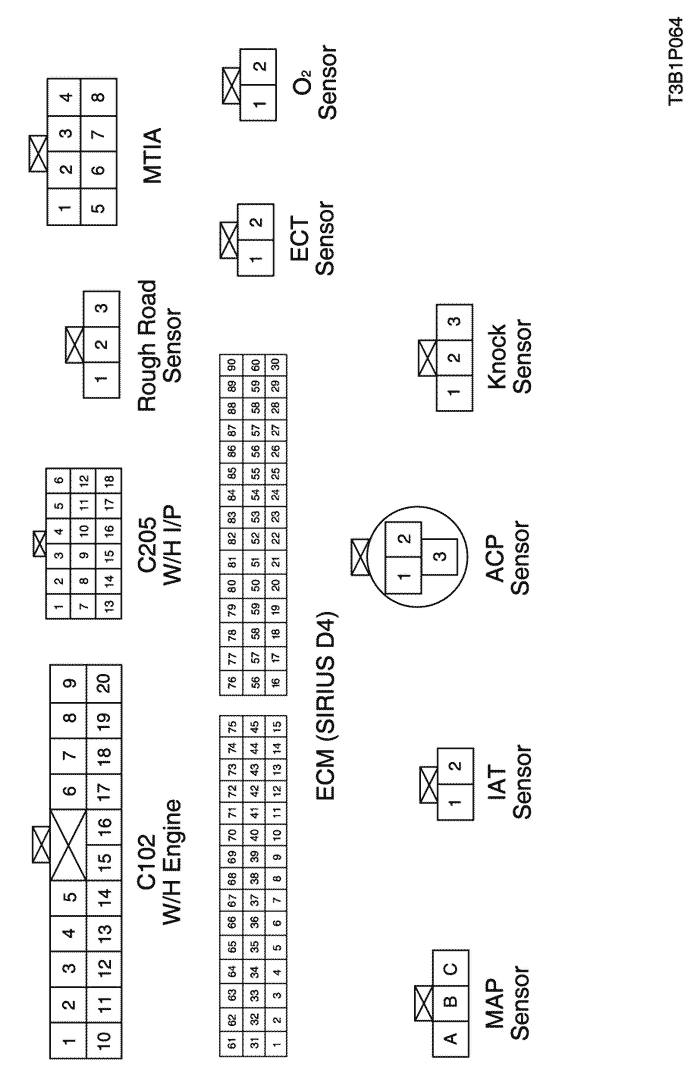 1 2 3 4 5 6 7 8 9
10 11 12 13 14 15 16 17 18 19 20
C102
W/H Engine
1 2 3 4 5 6
7 8 9 10 11 12
13 14 15 16 17 18
C205
W/H I/P
1 2 3
Rough Road
Sensor
1 2 3 4
5 6 7 8
MTIA
61 62 63 64 65 66 67 68 69 70 71 72 73 74 75
31 32 33 34 35 36 37 38 39 40 41 42 43 44 45
1 2 3 4 5 6 7 8 9 10 11 12 13 14 15
76 77 78 79 80 81 82 83 84 85 86 87 88 89 90
56 57 58 59 50 51 52 53 54 55 56 57 58 59 60
16 17 18 19 20 21 22 23 24 25 26 27 28 29 30
ECM (SIRIUS D4)
1 2
ECT
Sensor
1 2
O₂
Sensor
A B C
MAP
Sensor
1 2
IAT
Sensor
1 2
3
ACP
Sensor
1 2 3
Knock
Sensor
T3B1P064